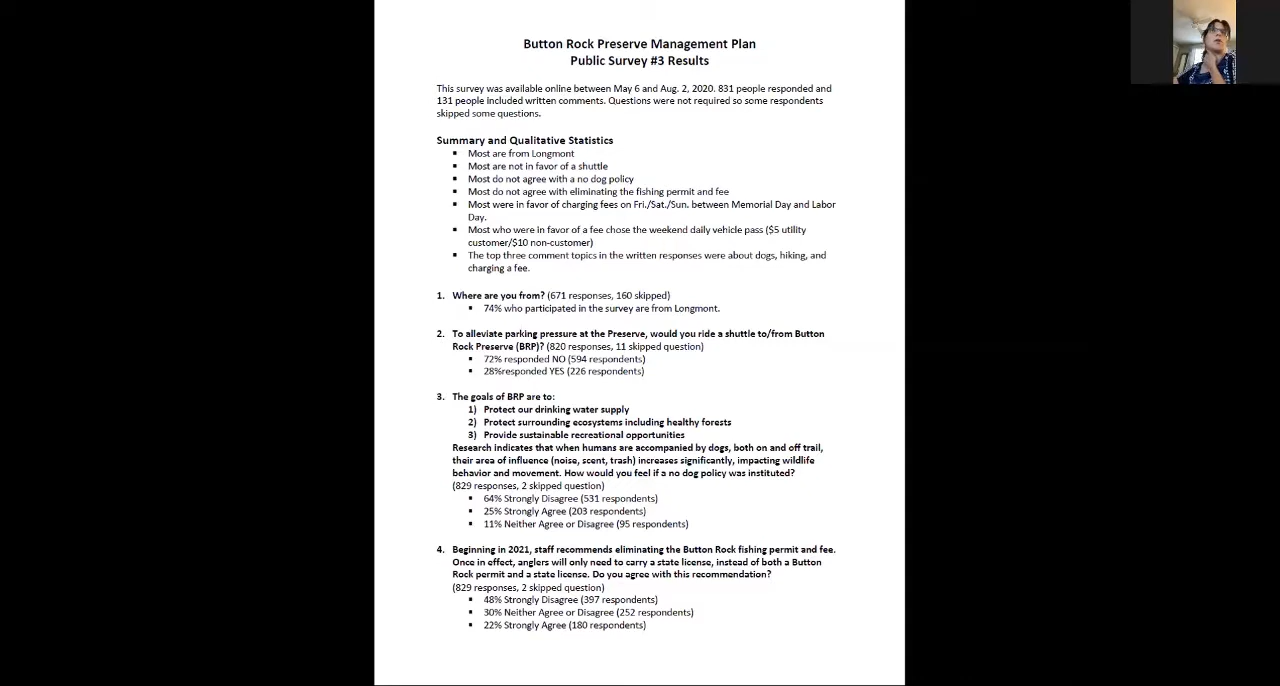 Button Rock Preserve Management Plan
Public Survey #3 Results
This survey was available online between May 6 and Aug. 2, 2020. 831 people responded and
131 people included written comments. Questions were not required so some respondents
skipped some questions.
Summary and Qualitative Statistics
▪ Most are from Longmont
▪ Most are not in favor of a shuttle
▪ Most do not agree with a no dog policy
▪ Most do not agree with eliminating the fishing permit and fee
▪ Most were in favor of charging fees on Fri./Sat./Sun. between Memorial Day and Labor
Day.
▪ Most who were in favor of a fee chose the weekend daily vehicle pass ($5 utility
customer/$10 non-customer)
▪ The top three comment topics in the written responses were about dogs, hiking, and
charging a fee.
1. Where are you from? (671 responses, 160 skipped)
▪ 74% who participated in the survey are from Longmont.
2. To alleviate parking pressure at the Preserve, would you ride a shuttle to/from Button
Rock Preserve (BRP)? (820 responses, 11 skipped question)
▪ 72% responded NO (594 respondents)
▪ 28%responded YES (226 respondents)
3. The goals of BRP are to:
1) Protect our drinking water supply
2) Protect surrounding ecosystems including healthy forests
3) Provide sustainable recreational opportunities
Research indicates that when humans are accompanied by dogs, both on and off trail,
their area of influence (noise, scent, trash) increases significantly, impacting wildlife
behavior and movement. How would you feel if a no dog policy was instituted?
(829 responses, 2 skipped question)
▪ 64% Strongly Disagree (531 respondents)
▪ 25% Strongly Agree (203 respondents)
▪ 11% Neither Agree or Disagree (95 respondents)
4. Beginning in 2021, staff recommends eliminating the Button Rock fishing permit and fee.
Once in effect, anglers will only need to carry a state license, instead of both a Button
Rock permit and a state license. Do you agree with this recommendation?
(829 responses, 2 skipped question)
▪ 48% Strongly Disagree (397 respondents)
▪ 30% Neither Agree or Disagree (252 respondents)
▪ 22% Strongly Agree (180 respondents)